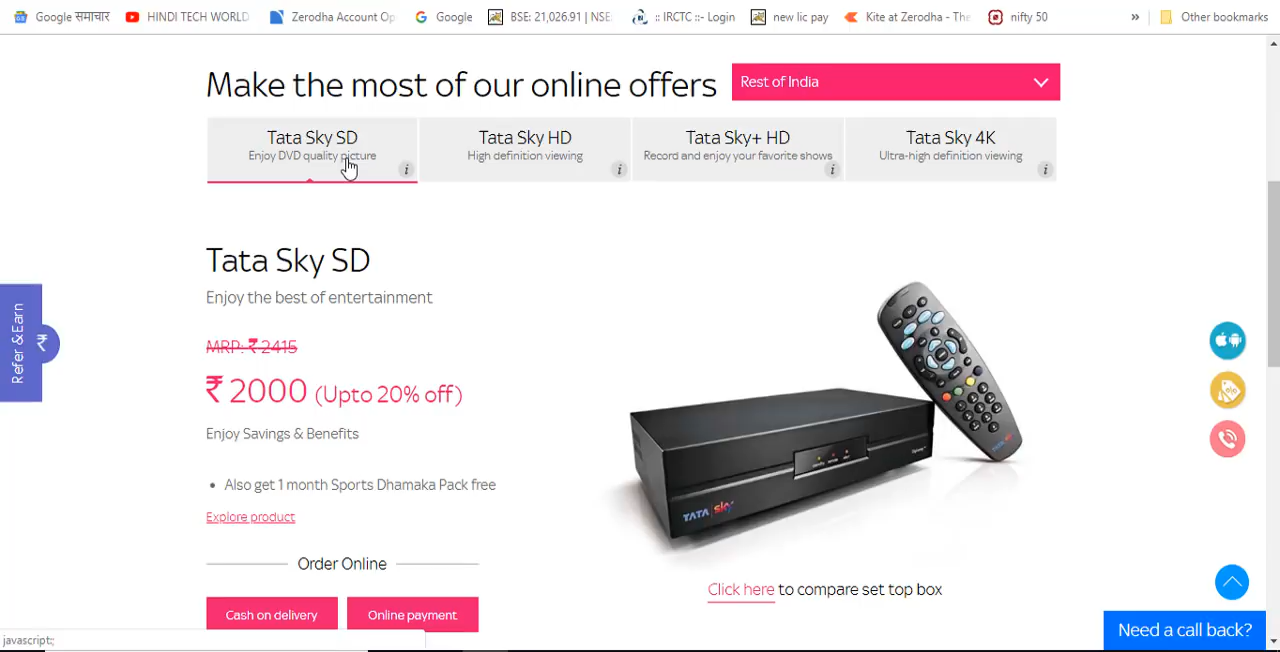 Google समाचार
HINDI TECH WORLD
Zerodha Account Op
Google
BSE: 21,026.91 | NSE
:: IRCTC ::- Login
new lic pay
Kite at Zerodha - The
nifty 50
»
Other bookmarks
Make the most of our online offers
Rest of India
Tata Sky SD
Enjoy DVD quality picture
Tata Sky HD
High definition viewing
Tata Sky+ HD
Record and enjoy your favorite shows
Tata Sky 4K
Ultra-high definition viewing
Tata Sky SD
Enjoy the best of entertainment
MRP: ₹ 2415
₹ 2000 (Upto 20% off)
Enjoy Savings & Benefits
• Also get 1 month Sports Dhamaka Pack free
Explore product
Order Online
Cash on delivery
Online payment
Refer & Earn
₹
TATA sky
Click here to compare set top box
Need a call back?
javascript:;